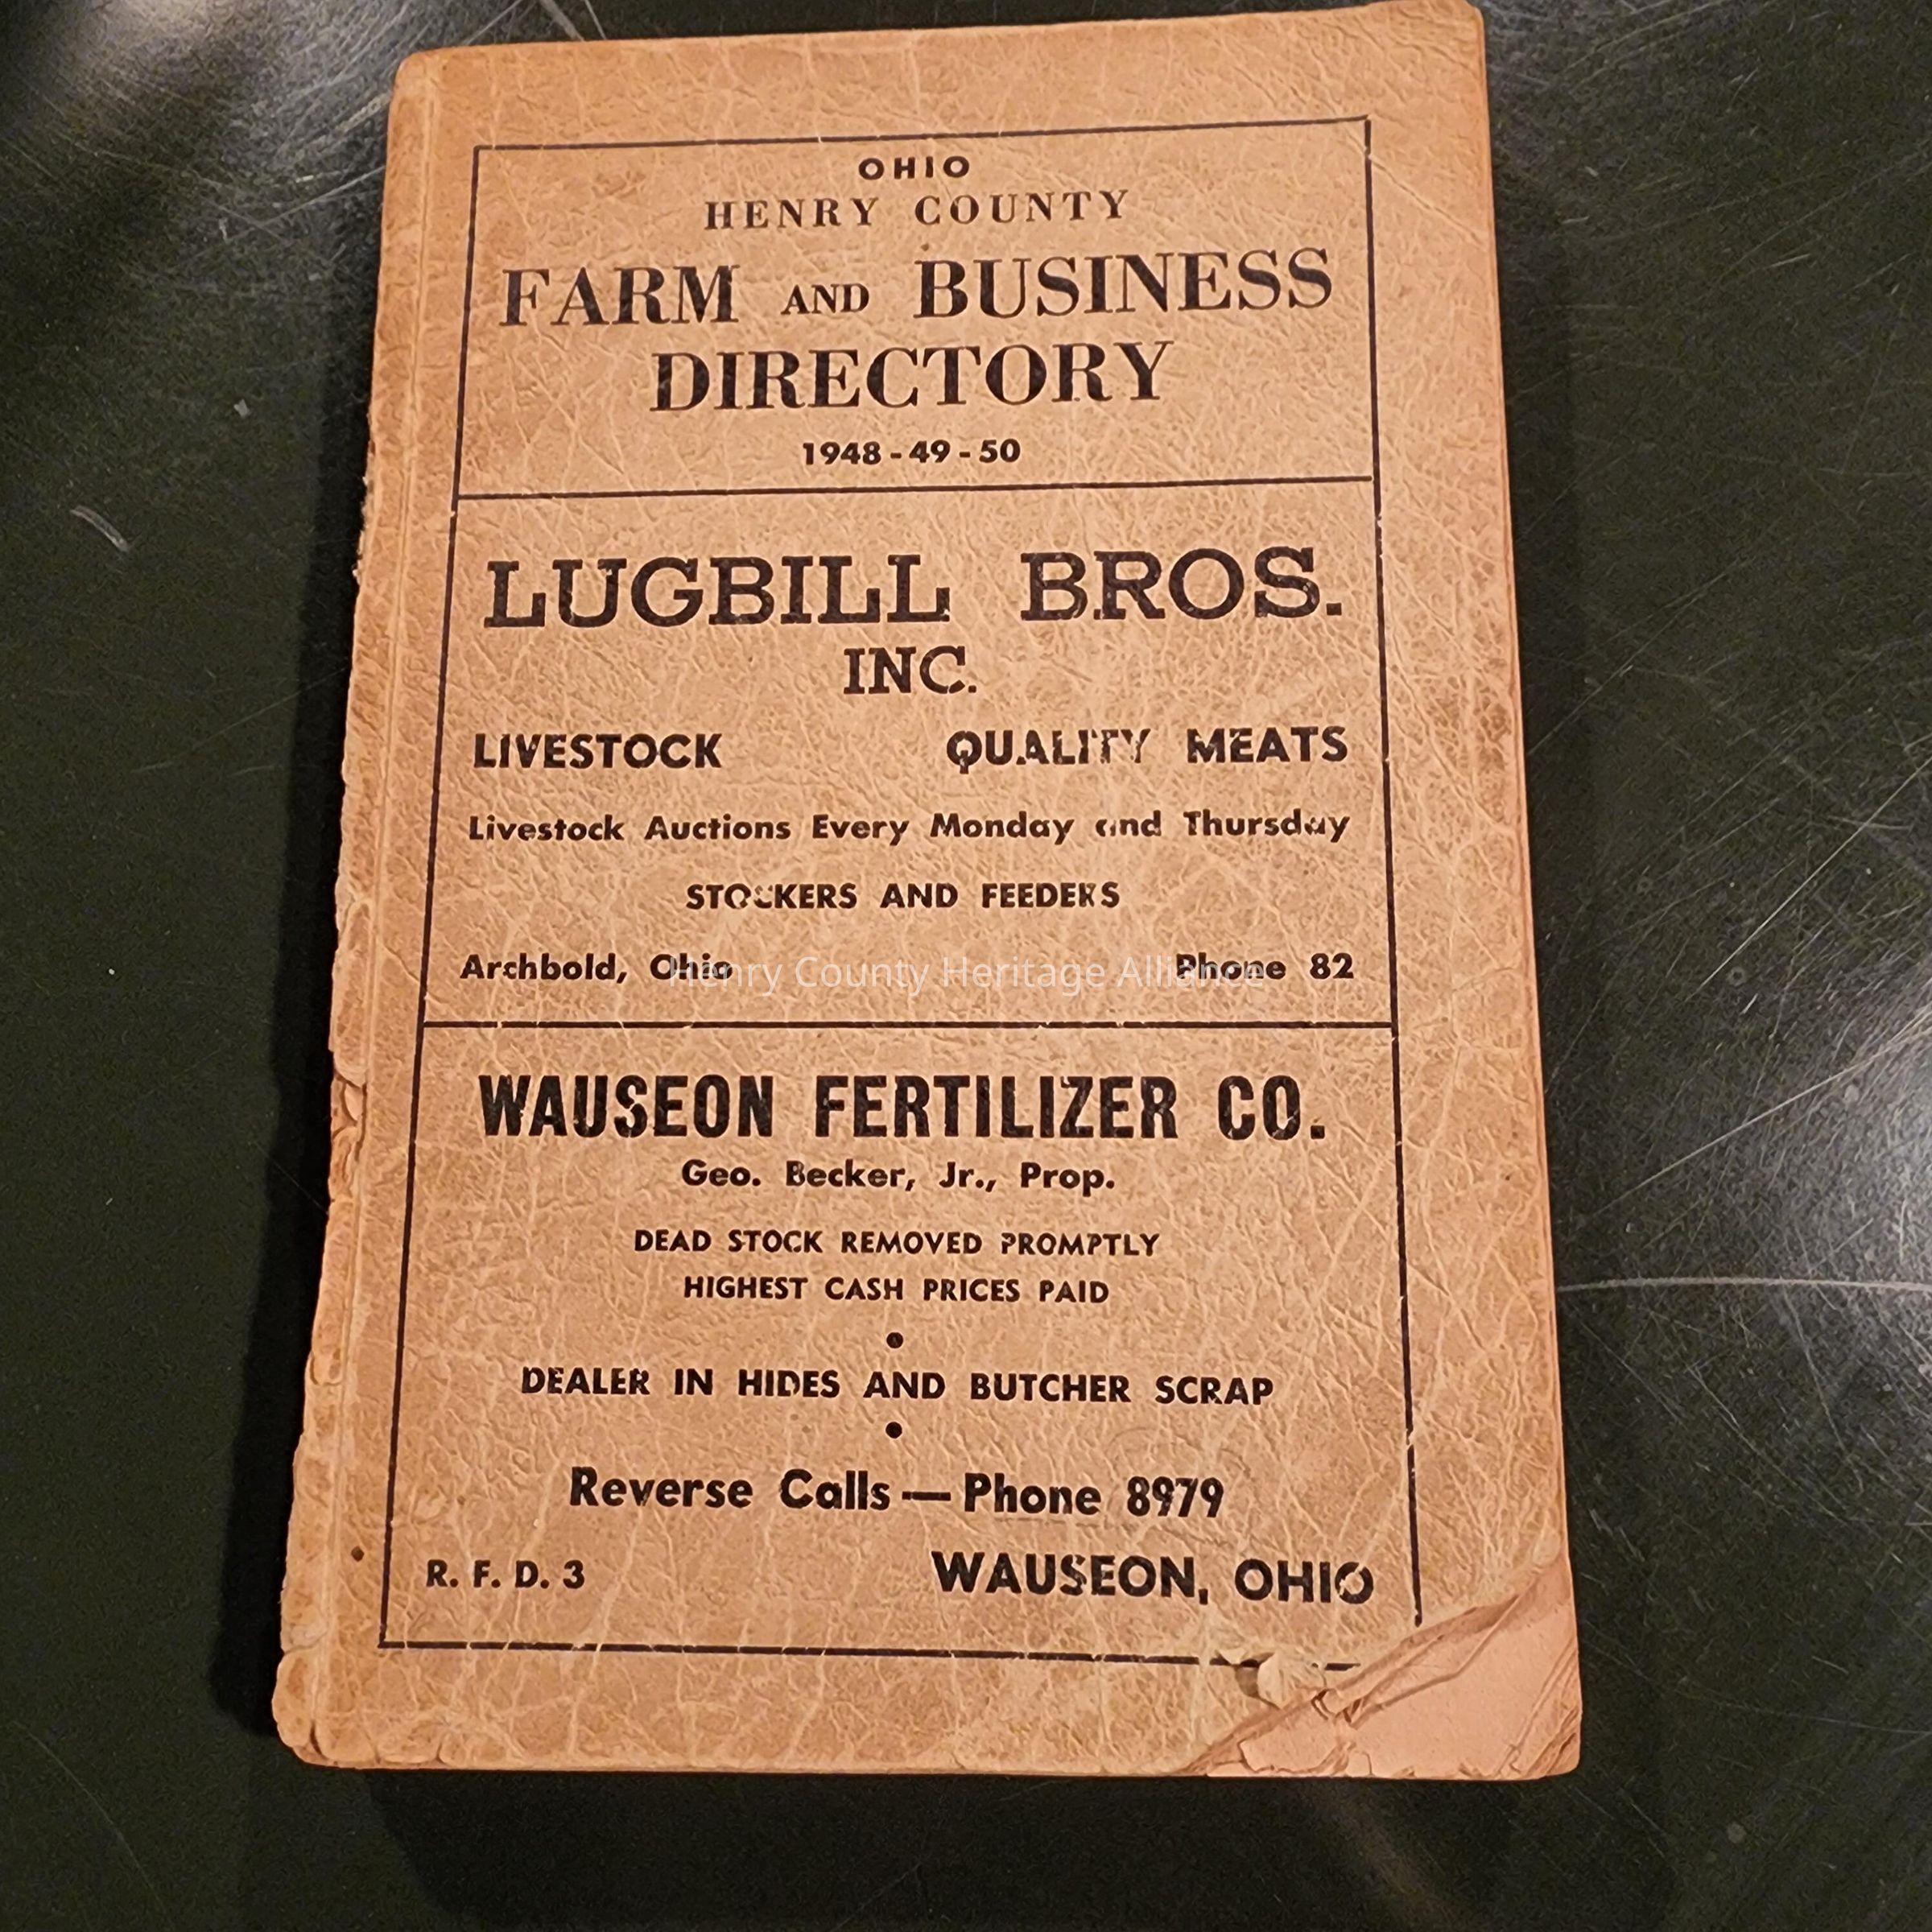 OHIO
HENRY COUNTY
FARM AND BUSINESS
DIRECTORY
1948-49-50
LUGBILL BROS.
INC.
LIVESTOCK QUALITY MEATS
Livestock Auctions Every Monday and Thursday
STOCKERS AND FEEDERS
Archbold, Ohio Phone 82
Henry County Heritage Alliance
WAUSEON FERTILIZER CO.
Geo. Becker, Jr., Prop.
DEAD STOCK REMOVED PROMPTLY
HIGHEST CASH PRICES PAID
DEALER IN HIDES AND BUTCHER SCRAP
Reverse Calls — Phone 8979
R. F. D. 3 WAUSEON, OHIO